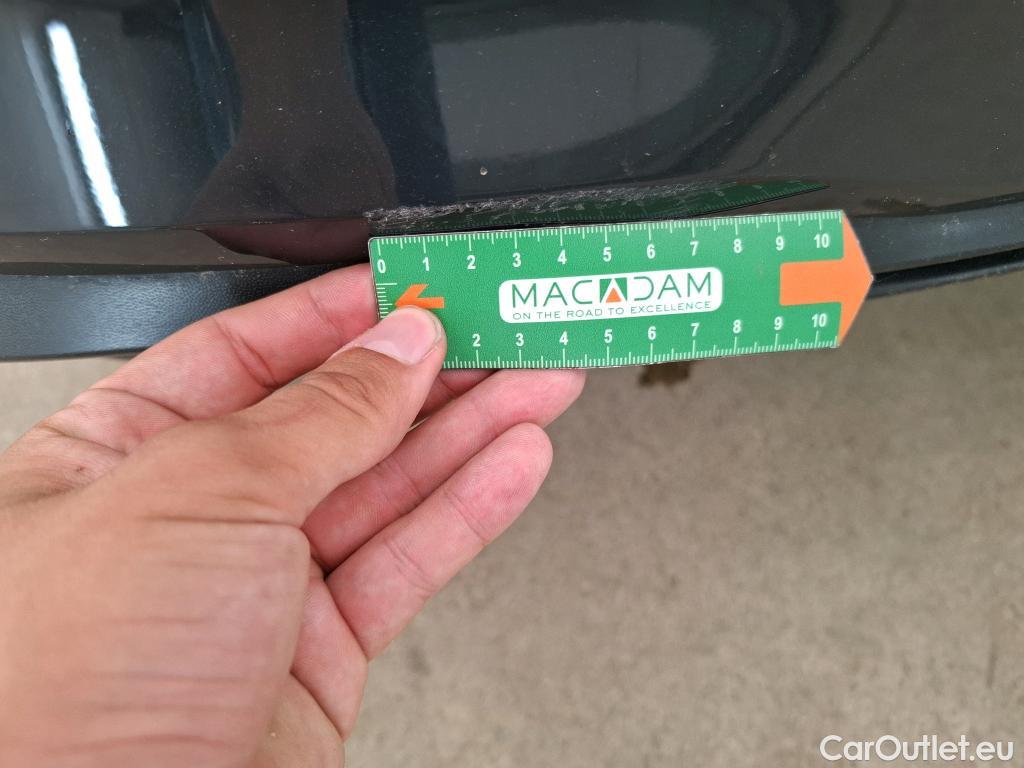 0 1 2 3 4 5 6 7 8 9 10
MACADAM
ON THE ROAD TO EXCELLENCE
2 3 4 5 6 7 8 9 10
CarOutlet.eu